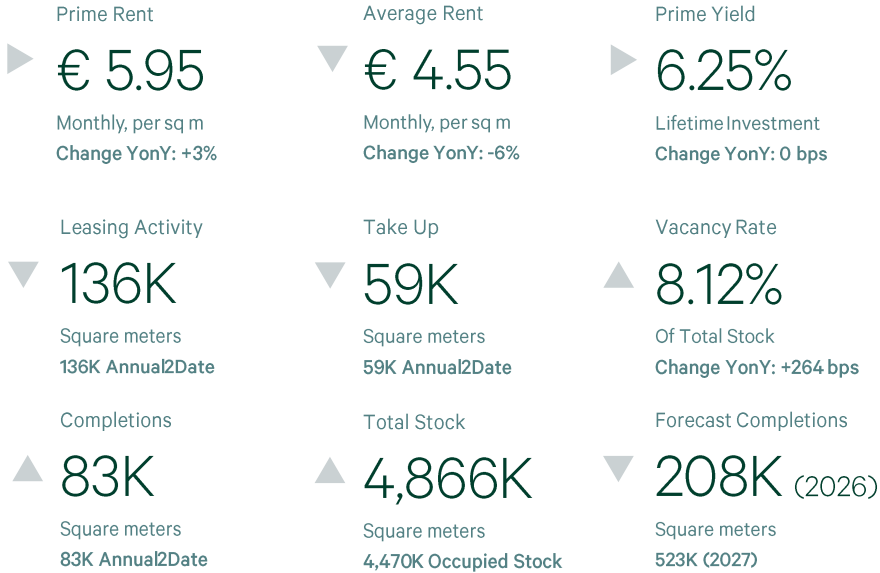 Prime Rent
€ 5.95
Monthly, per sq m
Change YonY: +3%
Average Rent
€ 4.55
Monthly, per sq m
Change YonY: -6%
Prime Yield
6.25%
Lifetime Investment
Change YonY: 0 bps
Leasing Activity
136K
Square meters
136K Annual2Date
Take Up
59K
Square meters
59K Annual2Date
Vacancy Rate
8.12%
Of Total Stock
Change YonY: +264 bps
Completions
83K
Square meters
83K Annual2Date
Total Stock
4,866K
Square meters
4,470K Occupied Stock
Forecast Completions
208K (2026)
Square meters
523K (2027)